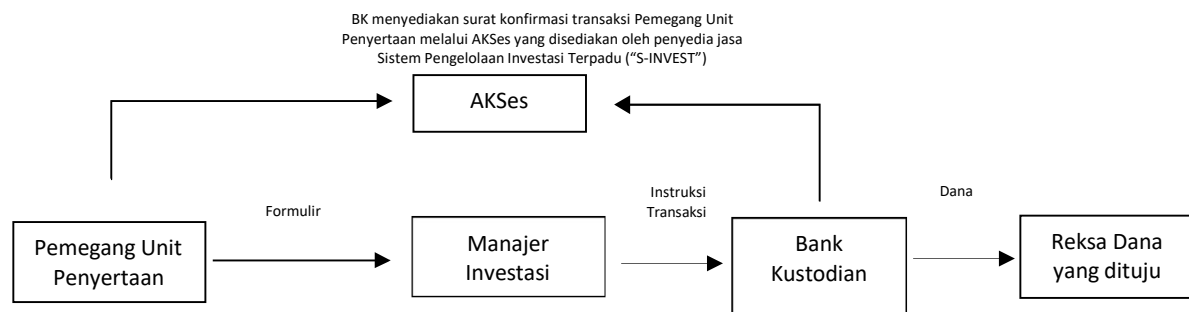 BK menyediakan surat konfirmasi transaksi Pemegang Unit
Penyertaan melalui AKSes yang disediakan oleh penyedia jasa
Sistem Pengelolaan Investasi Terpadu (“S-INVEST”)
AKSes
Formulir
Instruksi
Transaksi
Dana
Pemegang Unit
Penyertaan
Manajer
Investasi
Bank
Kustodian
Reksa Dana
yang dituju